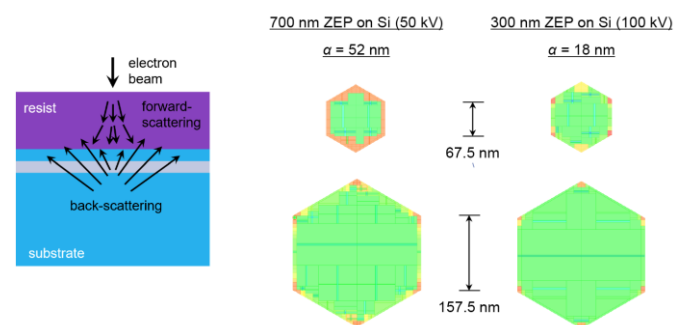 electron
beam
resist
forward-
scattering
back-scattering
substrate
700 nm ZEP on Si (50 kV)
α = 52 nm
300 nm ZEP on Si (100 kV)
α = 18 nm
67.5 nm
157.5 nm